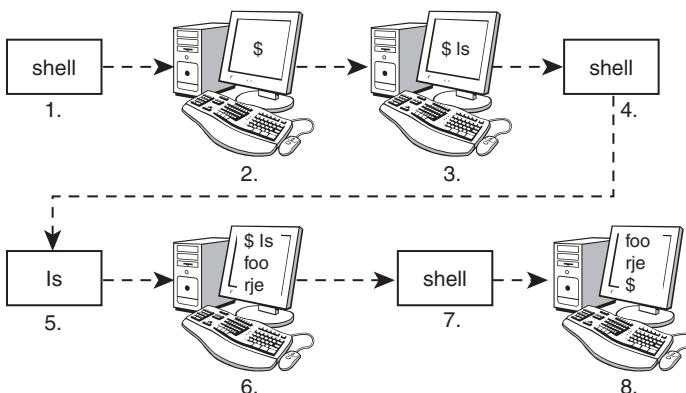 shell
1.
$
2.
$ ls
3.
shell
4.
ls
5.
$ ls
foo
rje
6.
shell
7.
foo
rje
$
8.